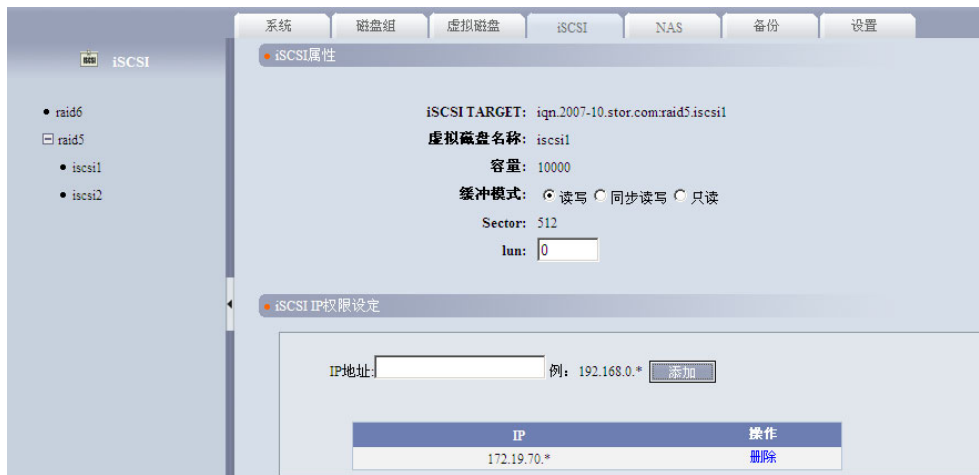 系统 磁盘组 虚拟磁盘 iSCSI NAS 备份 设置
iSCSI
iSCSI属性
raid6
raid5
iscsi1
iscsi2
iSCSI TARGET: iqn.2007-10.stor.com:raid5.iscsi1
虚拟磁盘名称: iscsi1
容量: 10000
缓冲模式: 读写 同步读写 只读
Sector: 512
lun: 0
iSCSI IP权限设定
IP地址: 例：192.168.0.* 添加
IP 操作
172.19.70.* 删除